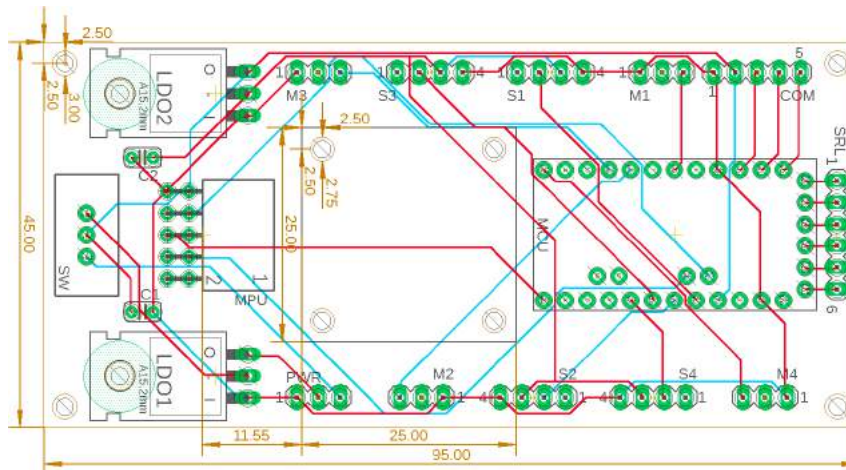 2.50
2.50
3.00
LDO2
A15,2mm
O
-
I
1
M3
1
S3
4
1
S1
4
1
M1
1
5
COM
SRL
1
2.50
2.50
2.75
C2
45.00
25.00
MCU
SW
1
2
MPU
C1
6
LDO1
A15,2mm
O
-
I
PWR
1
M2
1
4
S2
1
4
S4
1
M4
1
11.55
25.00
95.00